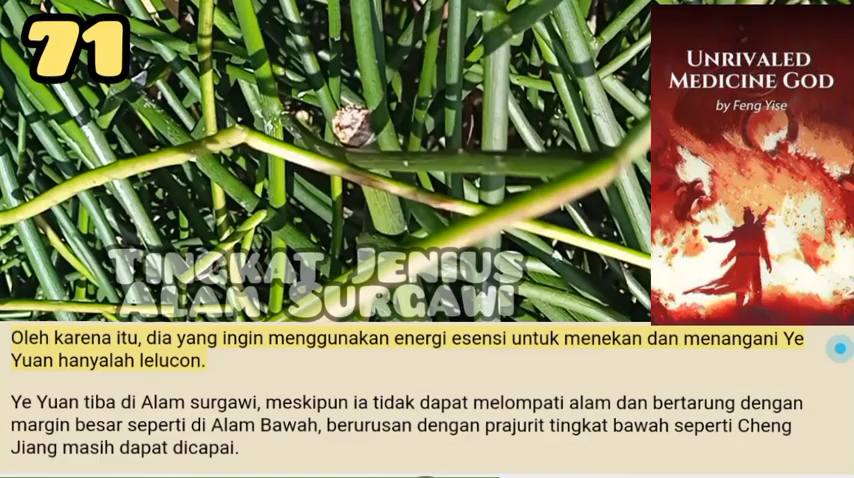 71
UNRIVALED
MEDICINE GOD
by Feng Yise
TINGKAT JENIUS
ALAM SURGAWI
Oleh karena itu, dia yang ingin menggunakan energi esensi untuk menekan dan menangani Ye
Yuan hanyalah lelucon.
Ye Yuan tiba di Alam surgawi, meskipun ia tidak dapat melompati alam dan bertarung dengan
margin besar seperti di Alam Bawah, berurusan dengan prajurit tingkat bawah seperti Cheng
Jiang masih dapat dicapai.